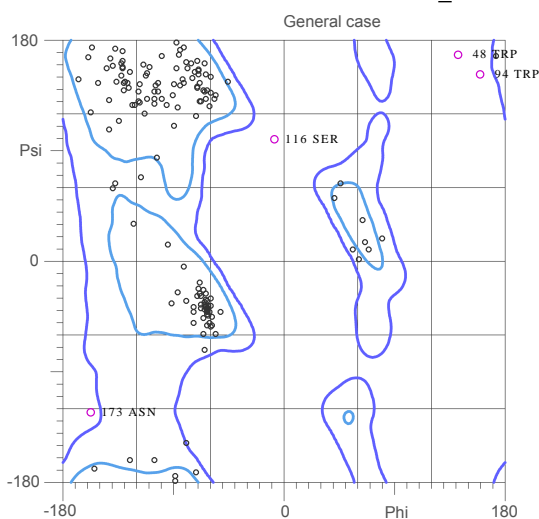 General case
180
48 TRP
94 TRP
116 SER
Psi
0
173 ASN
-180
-180
0
Phi
180